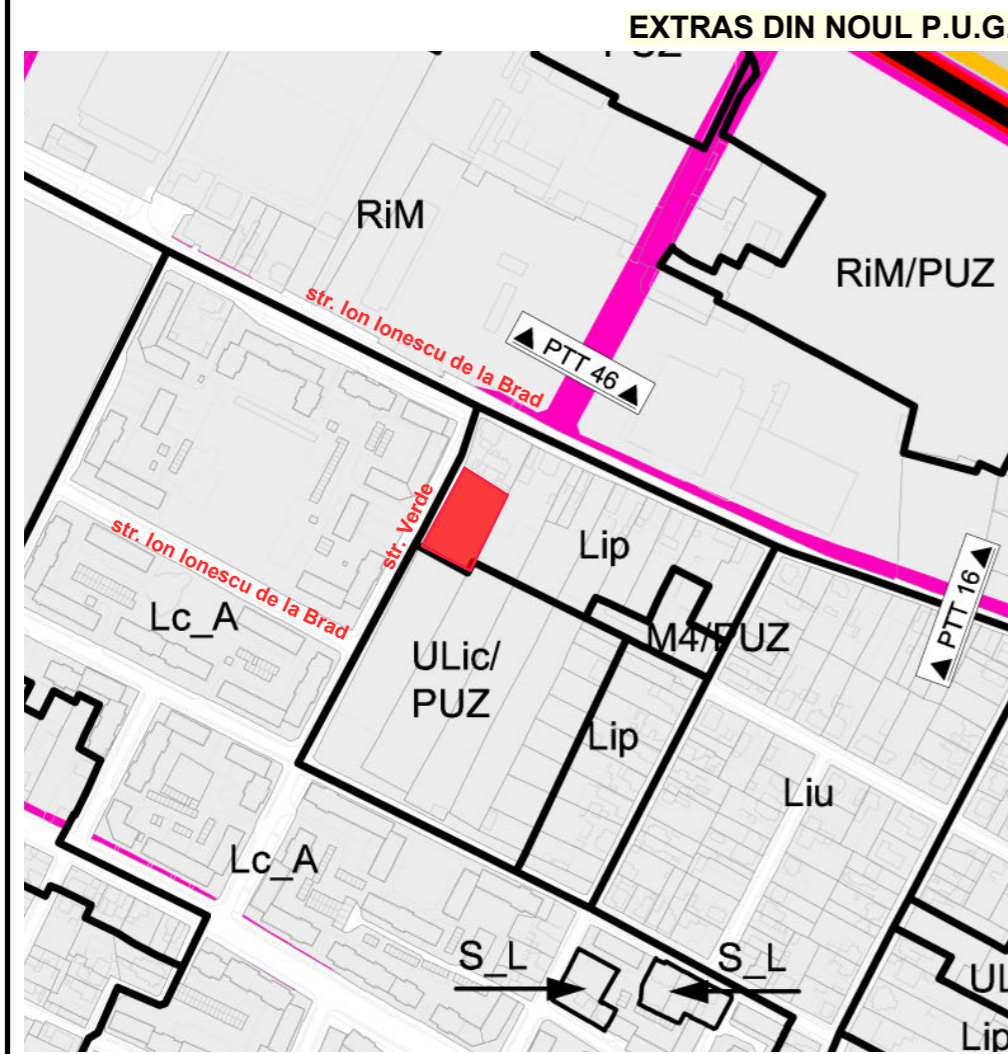 EXTRAS DIN NOUL P.U.G.
PUZ
RiM
RiM/PUZ
str. Ion Ionescu de la Brad
▲ PTT 46 ▲
str. Verde
Lip
str. Ion Ionescu de la Brad
▲ PTT 16 ▲
Lc_A
M4/PUZ
ULic/
PUZ
Lip
Liu
Lc_A
S_L
S_L
UL
Lip